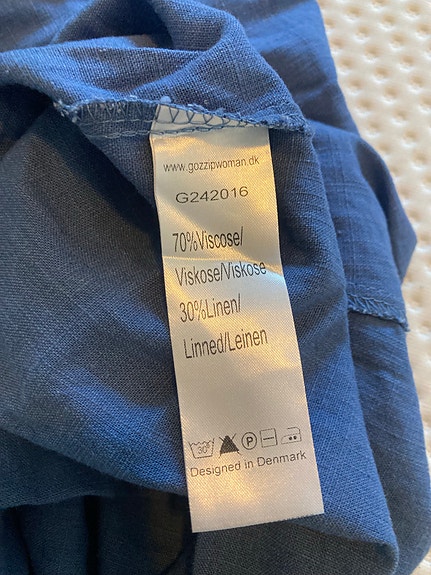 www.gozzipwoman.dk
G242016
70%Viscose/
Viskose/Viskose
30%Linen/
Linned/Leinen
30° P
Designed in Denmark